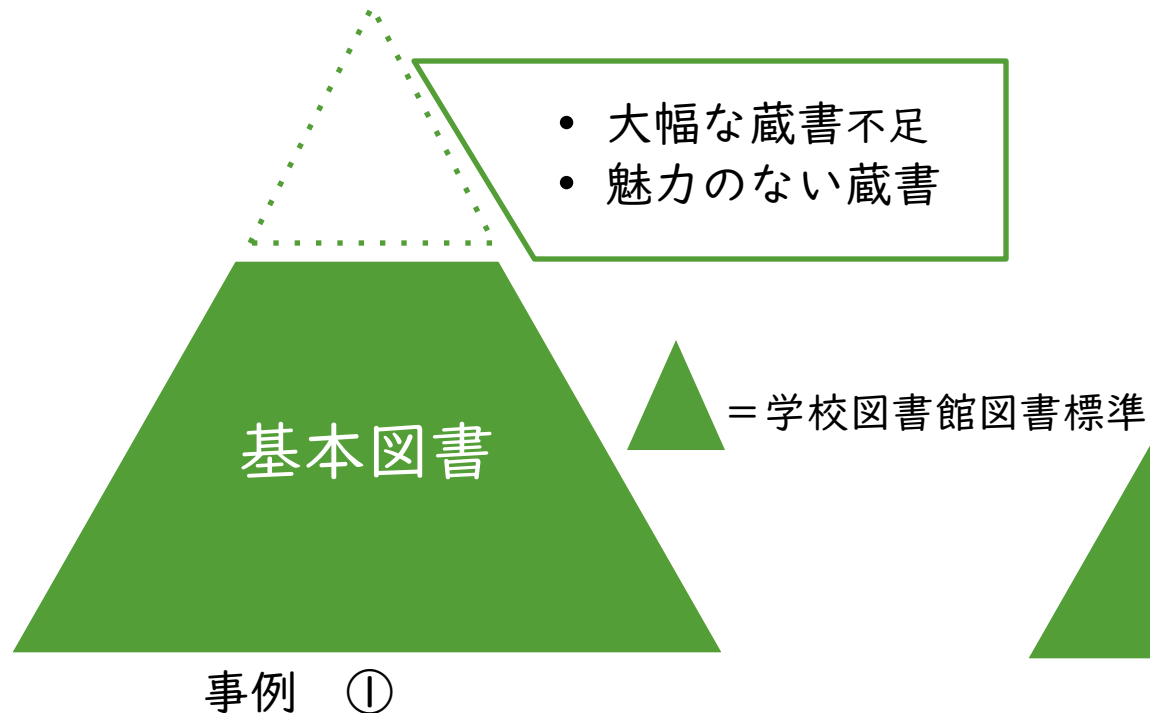 • 大幅な蔵書不足
• 魅力のない蔵書
基本図書
＝学校図書館図書標準
事例　①